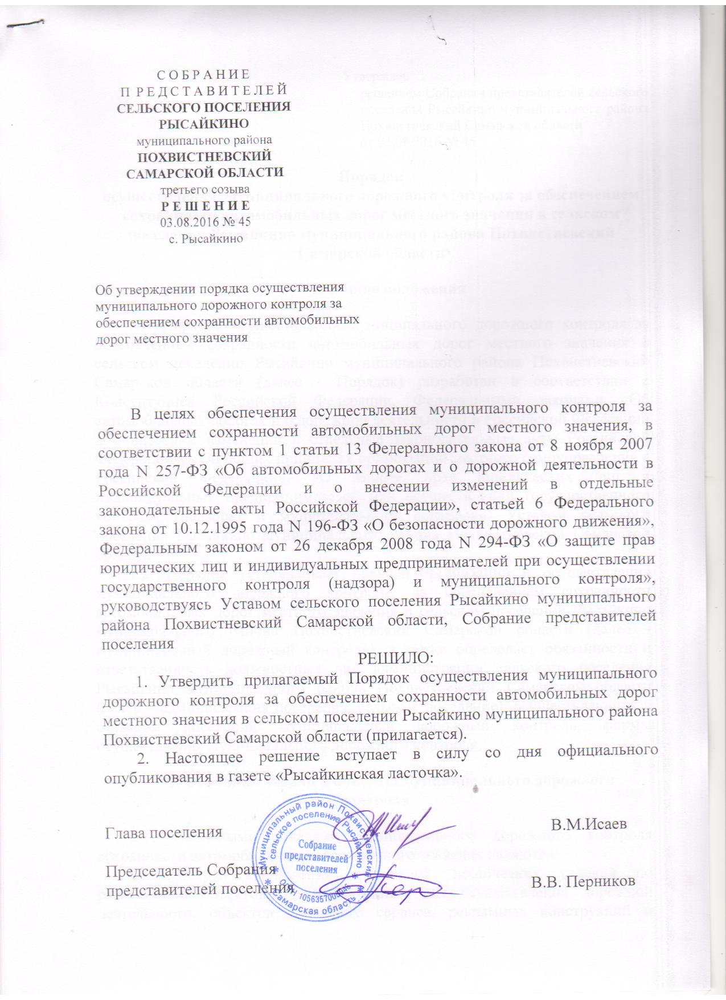 С О Б Р А Н И Е
П Р Е Д С Т А В И Т Е Л Е Й
СЕЛЬСКОГО ПОСЕЛЕНИЯ
РЫСАЙКИНО
муниципального района
ПОХВИСТНЕВСКИЙ
САМАРСКОЙ ОБЛАСТИ
третьего созыва
Р Е Ш Е Н И Е
03.08.2016 № 45
с. Рысайкино
Об утверждении порядка осуществления
муниципального дорожного контроля за
обеспечением сохранности автомобильных
дорог местного значения
В целях обеспечения осуществления муниципального контроля за
обеспечением сохранности автомобильных дорог местного значения, в
соответствии с пунктом 1 статьи 13 Федерального закона от 8 ноября 2007
года N 257-ФЗ «Об автомобильных дорогах и о дорожной деятельности в
Российской Федерации и о внесении изменений в отдельные
законодательные акты Российской Федерации», статьей 6 Федерального
закона от 10.12.1995 года N 196-ФЗ «О безопасности дорожного движения»,
Федеральным законом от 26 декабря 2008 года N 294-ФЗ «О защите прав
юридических лиц и индивидуальных предпринимателей при осуществлении
государственного контроля (надзора) и муниципального контроля»,
руководствуясь Уставом сельского поселения Рысайкино муниципального
района Похвистневский Самарской области, Собрание представителей
поселения
РЕШИЛО:
1. Утвердить прилагаемый Порядок осуществления муниципального
дорожного контроля за обеспечением сохранности автомобильных дорог
местного значения в сельском поселении Рысайкино муниципального района
Похвистневский Самарской области (прилагается).
2. Настоящее решение вступает в силу со дня официального
опубликования в газете «Рысайкинская ласточка».
Глава поселения В.М.Исаев
Председатель Собрания
представителей поселения В.В. Перников
Муниципальный район Похвистневский
Самарская область
сельское поселение Рысайкино
ОГРН
Собрание
представителей
поселения